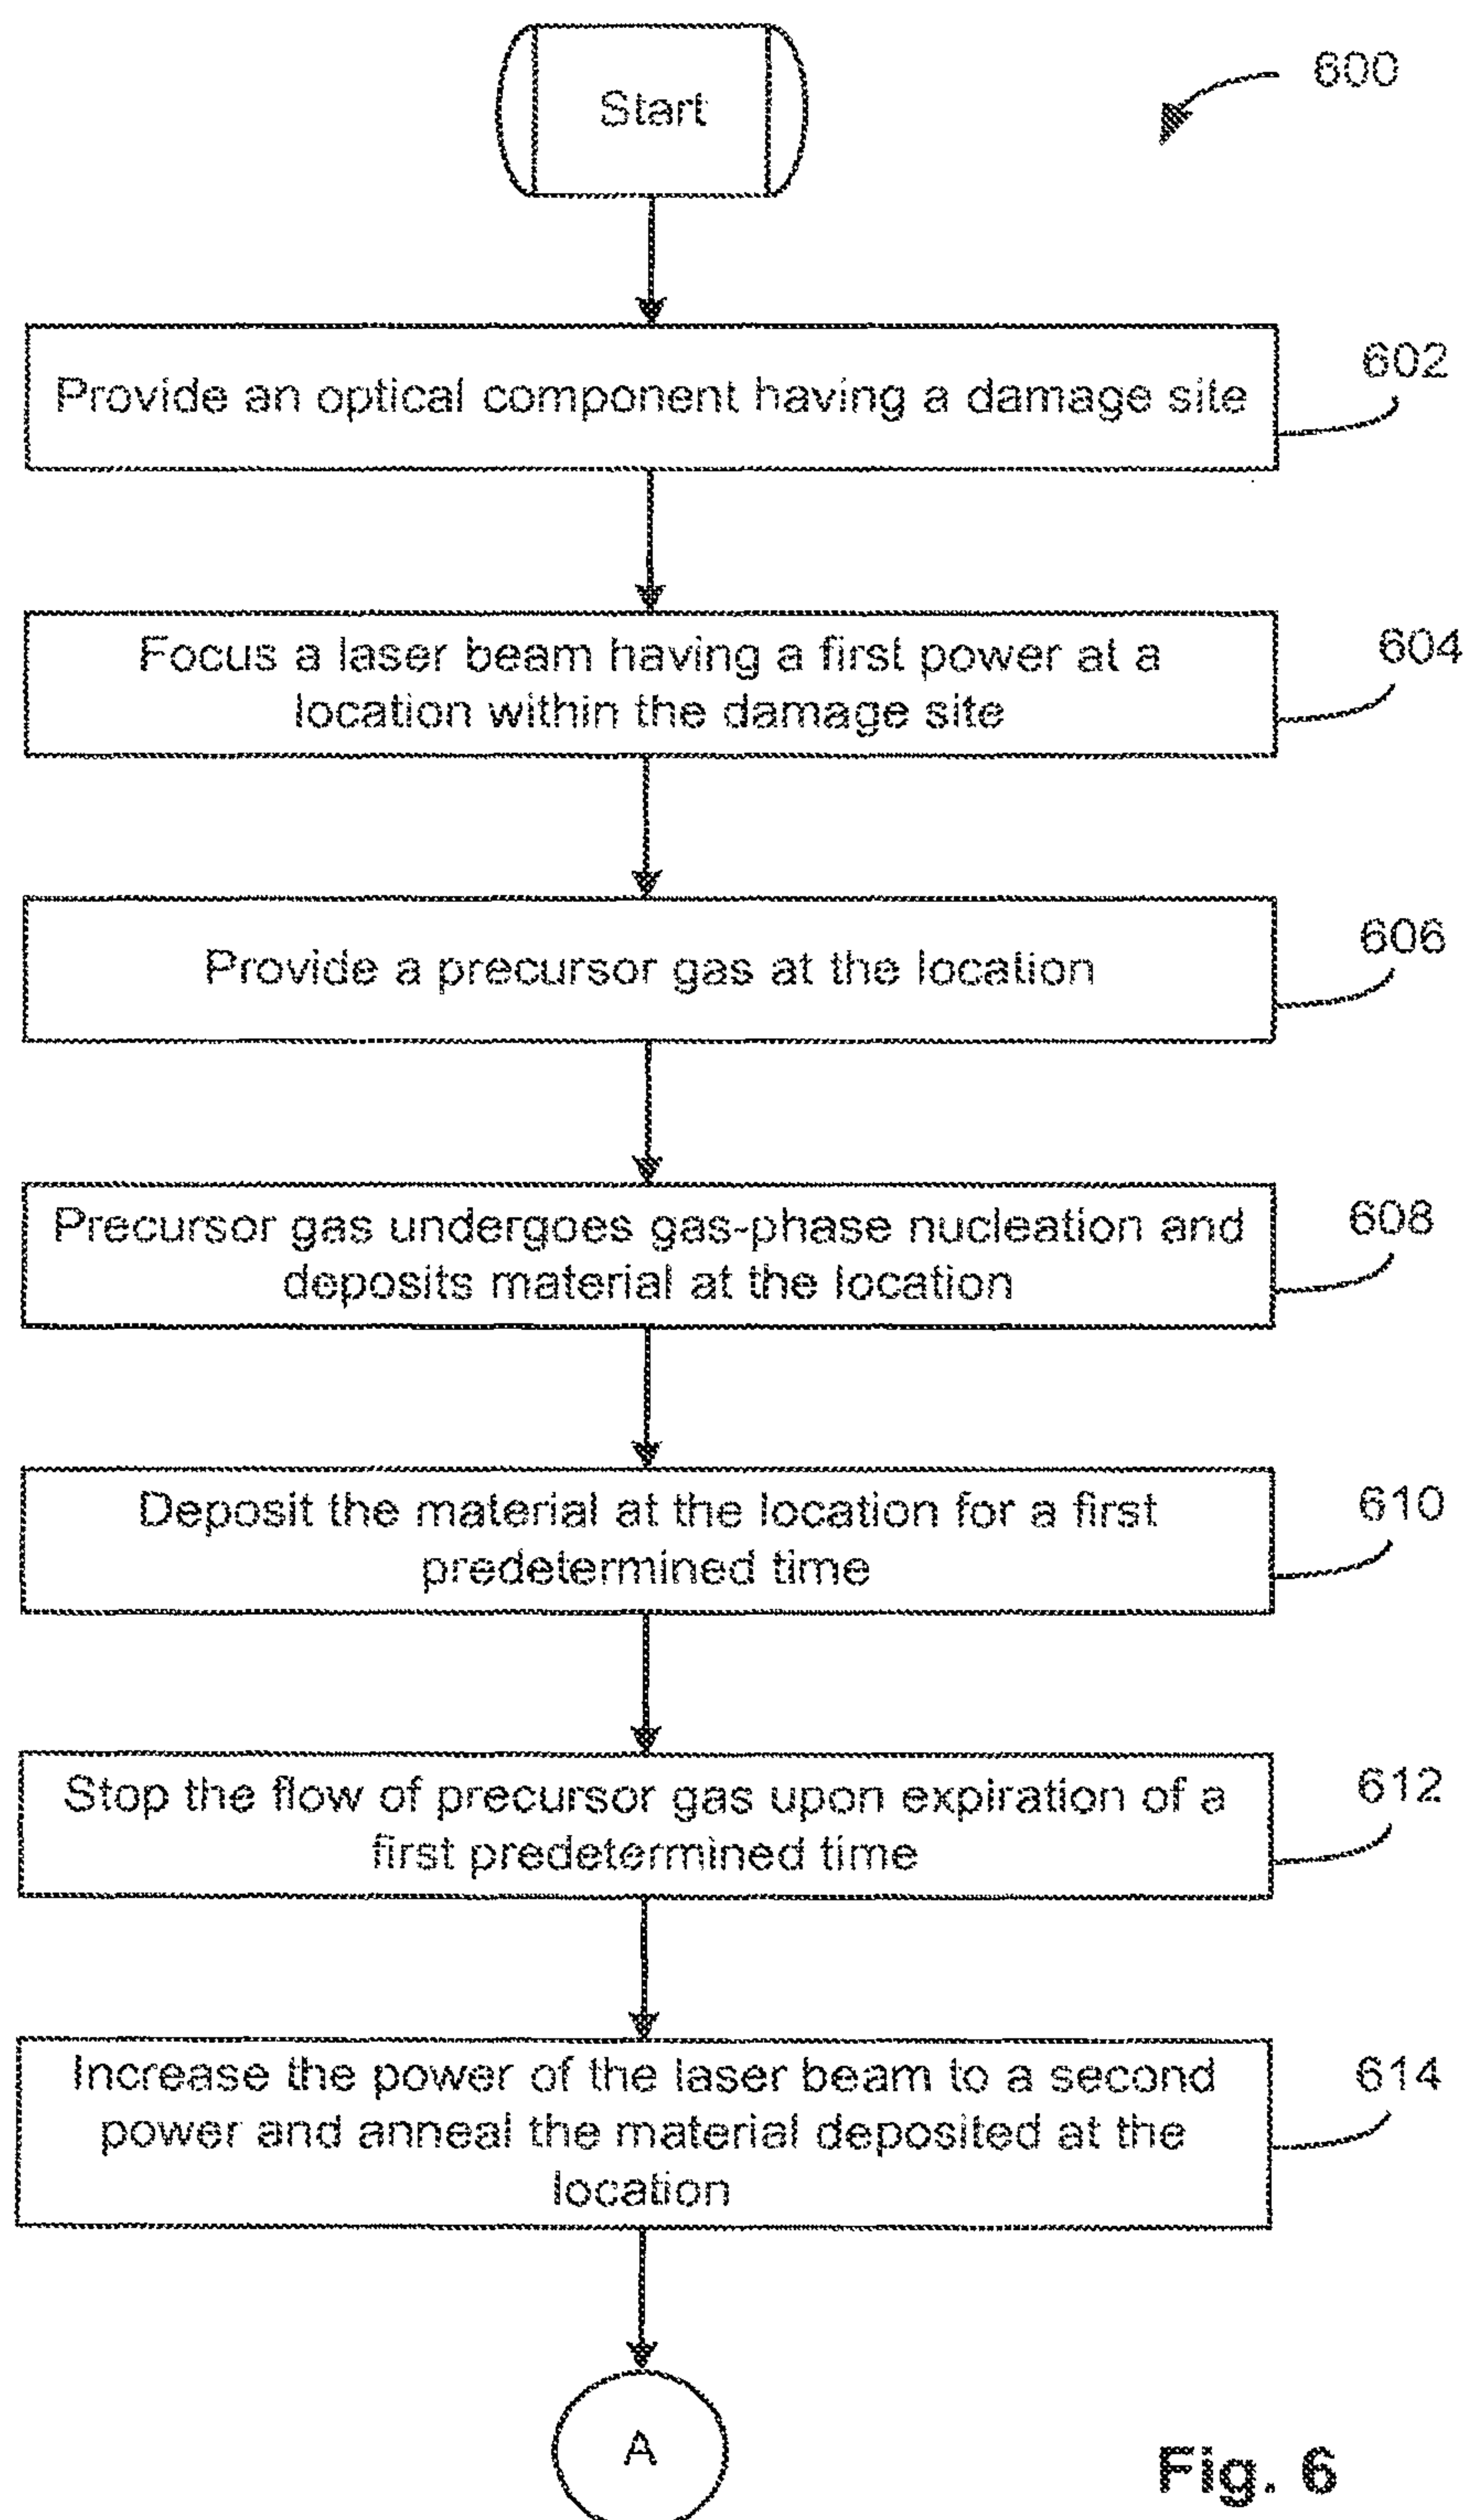 Start
600
Provide an optical component having a damage site
602
Focus a laser beam having a first power at a
location within the damage site
604
Provide a precursor gas at the location
606
Precursor gas undergoes gas-phase nucleation and
deposits material at the location
608
Deposit the material at the location for a first
predetermined time
610
Stop the flow of precursor gas upon expiration of a
first predetermined time
612
Increase the power of the laser beam to a second
power and anneal the material deposited at the
location
614
A
Fig. 6